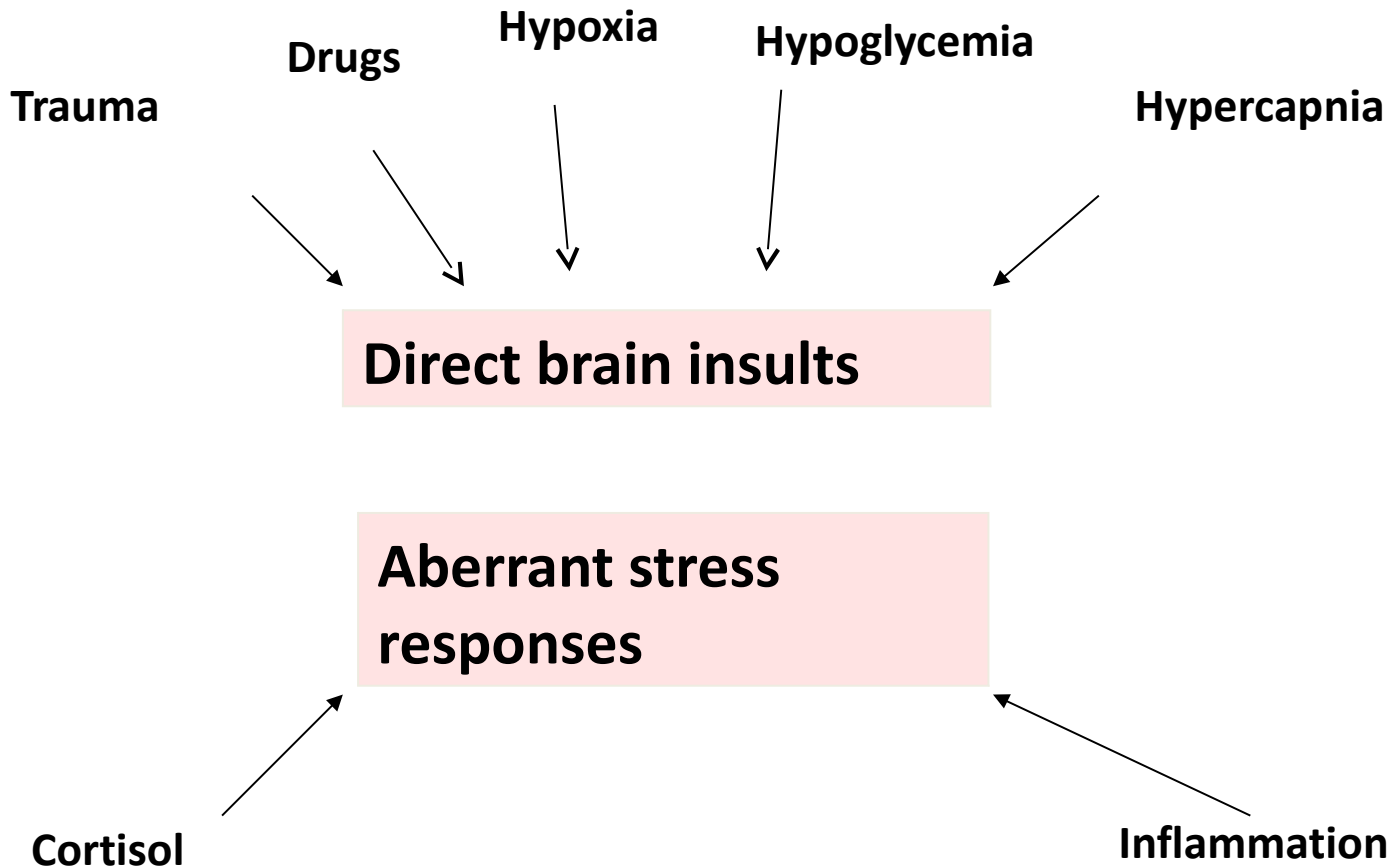 Trauma
Drugs
Hypoxia
Hypoglycemia
Hypercapnia
Direct brain insults
Aberrant stress
responses
Cortisol
Inflammation